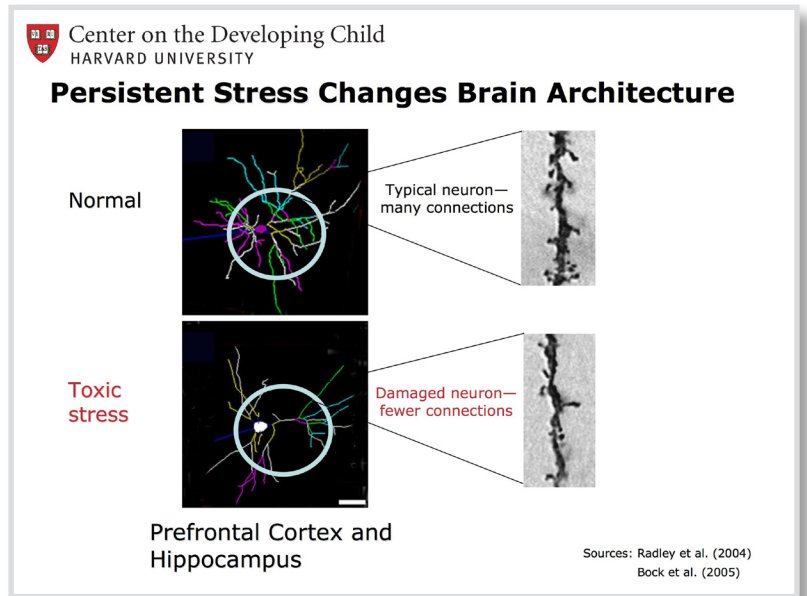 Center on the Developing Child
HARVARD UNIVERSITY
Persistent Stress Changes Brain Architecture
Normal
Typical neuron—
many connections
Toxic
stress
Damaged neuron—
fewer connections
Prefrontal Cortex and
Hippocampus
Sources: Radley et al. (2004)
Bock et al. (2005)